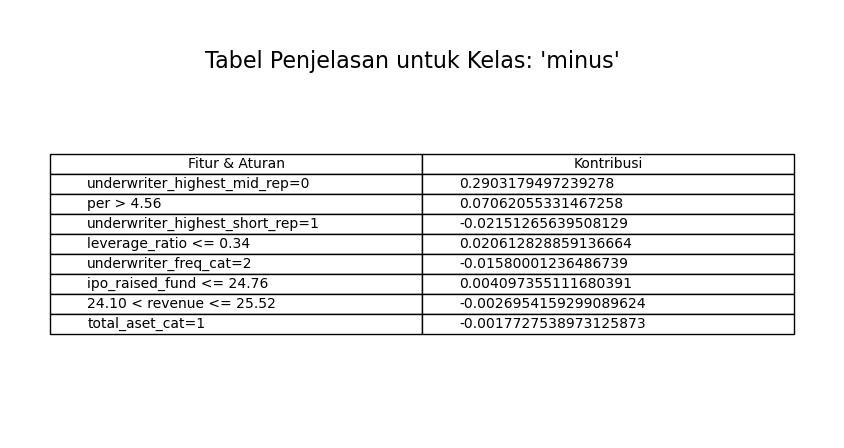 Tabel Penjelasan untuk Kelas: 'minus'
Fitur & Aturan Kontribusi
underwriter_highest_mid_rep=0 0.2903179497239278
per > 4.56 0.07062055331467258
underwriter_highest_short_rep=1 -0.02151265639508129
leverage_ratio <= 0.34 0.020612828859136664
underwriter_freq_cat=2 -0.01580001236486739
ipo_raised_fund <= 24.76 0.004097355111680391
24.10 < revenue <= 25.52 -0.0026954159299089624
total_aset_cat=1 -0.0017727538973125873